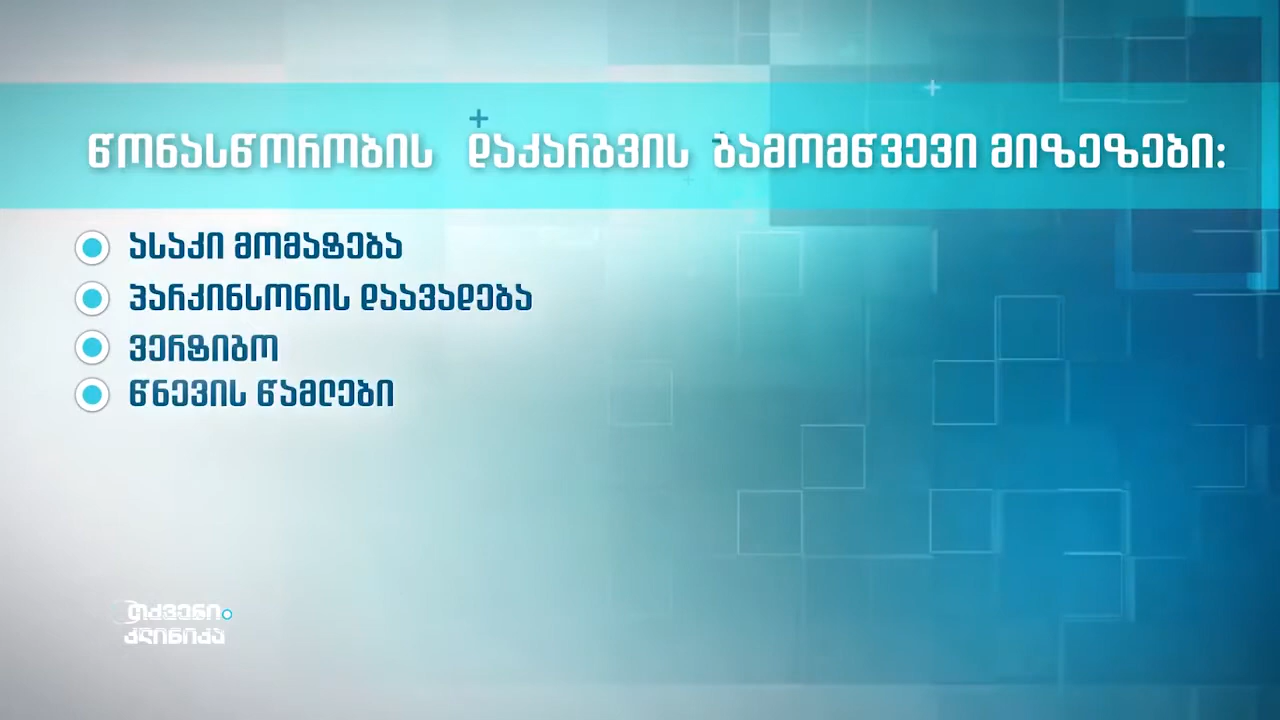 წონასწორობის დაკარგვის გამომწვევი მიზეზები:
ასაკი მომატება
პარკინსონის დაავადება
ვერტიგო
წნევის წამლები
თქვენი
კლინიკა